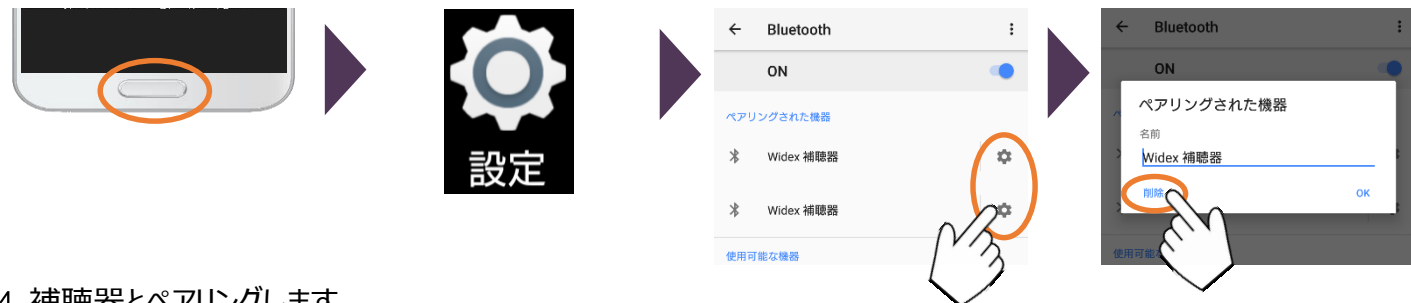 設定
Bluetooth
ON
ペアリングされた機器
Widex 補聴器
Widex 補聴器
使用可能な機器
Bluetooth
ON
ペアリングされた機器
名前
Widex 補聴器
削除
OK
使用可能
4. 補聴器とペアリングします